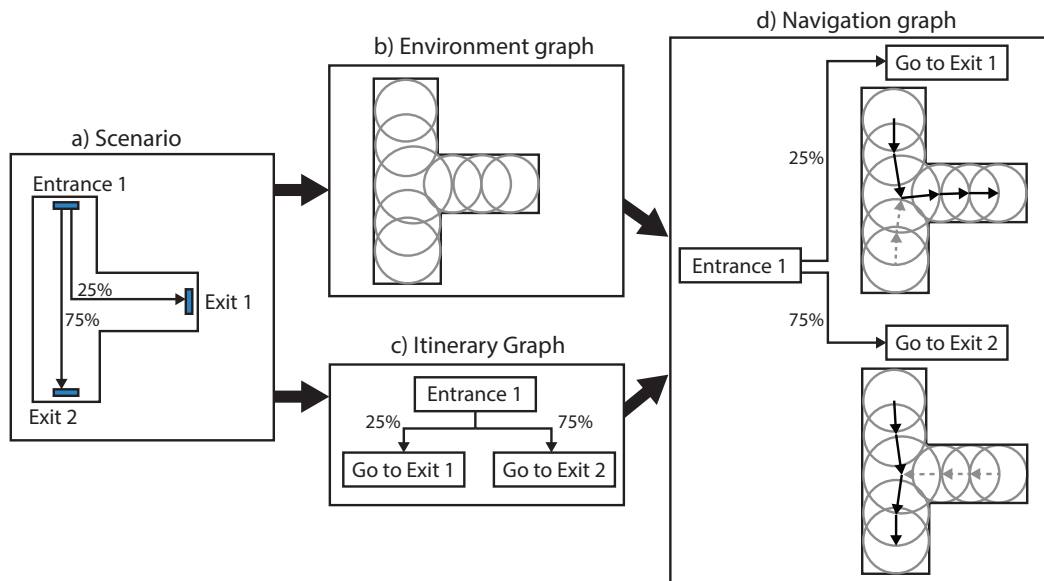 a) Scenario
Entrance 1
25%
75%
Exit 1
Exit 2
b) Environment graph
c) Itinerary Graph
Entrance 1
25%
75%
Go to Exit 1
Go to Exit 2
d) Navigation graph
Go to Exit 1
25%
Entrance 1
75%
Go to Exit 2